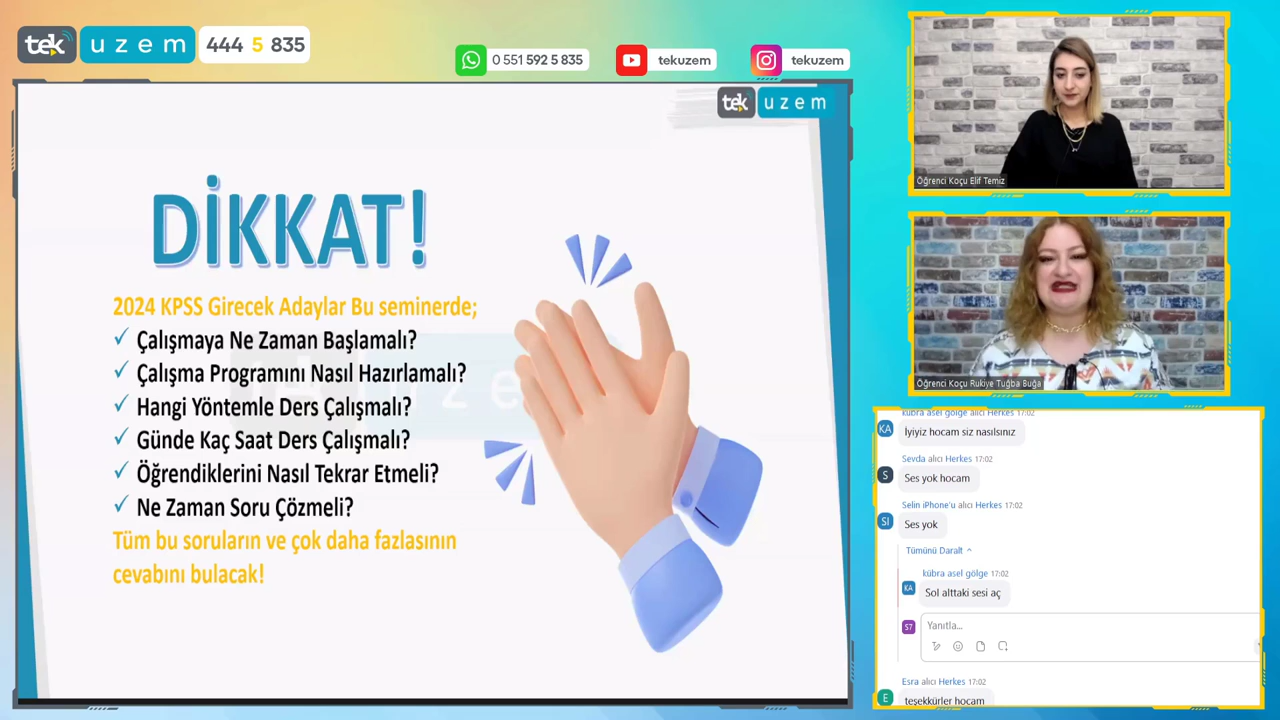 tek uzem 444 5 835
0 551 592 5 835
tekuzem
tekuzem
tek uzem
DİKKAT!
2024 KPSS Girecek Adaylar Bu seminerde;
✓ Çalışmaya Ne Zaman Başlamalı?
✓ Çalışma Programını Nasıl Hazırlamalı?
✓ Hangi Yöntemle Ders Çalışmalı?
✓ Günde Kaç Saat Ders Çalışmalı?
✓ Öğrendiklerini Nasıl Tekrar Etmeli?
✓ Ne Zaman Soru Çözmeli?
Tüm bu soruların ve çok daha fazlasının
cevabını bulacak!
Öğrenci Koçu Elif Temiz
Öğrenci Koçu Rukiye Tuğba Buğa
kübra asel gölge alıcı Herkes 17:02
KA
İyiyiz hocam siz nasılsınız
Sevda alıcı Herkes 17:02
S
Ses yok hocam
Selin iPhone'u alıcı Herkes 17:02
SI
Ses yok
Tümünü Daralt
kübra asel gölge 17:02
KA
Sol alttaki sesi aç
S7
Yanıtla...
Esra alıcı Herkes 17:02
E
teşekkürler hocam